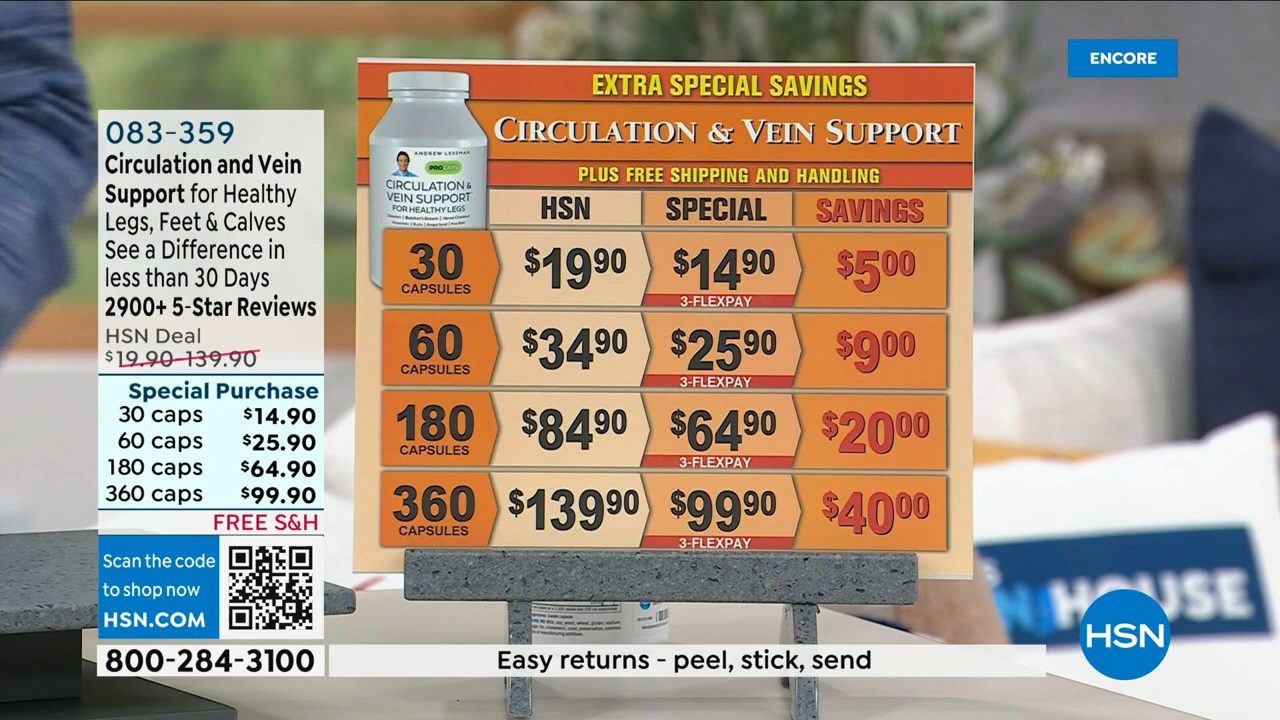 ENCORE
083-359
Circulation and Vein
Support for Healthy
Legs, Feet & Calves
See a Difference in
less than 30 Days
2900+ 5-Star Reviews
HSN Deal
$19.90-139.90
Special Purchase
30 caps $14.90
60 caps $25.90
180 caps $64.90
360 caps $99.90
FREE S&H
Scan the code
to shop now
HSN.COM
800-284-3100
Easy returns - peel, stick, send
EXTRA SPECIAL SAVINGS
CIRCULATION & VEIN SUPPORT
PLUS FREE SHIPPING AND HANDLING
HSN SPECIAL SAVINGS
30 CAPSULES $19.90 $14.90 3-FLEXPAY $5.00
60 CAPSULES $34.90 $25.90 3-FLEXPAY $9.00
180 CAPSULES $84.90 $64.90 3-FLEXPAY $20.00
360 CAPSULES $139.90 $99.90 3-FLEXPAY $40.00
ANDREW LESSMAN
PROCAPS
CIRCULATION &
VEIN SUPPORT
FOR HEALTHY LEGS
HOUSE
HSN